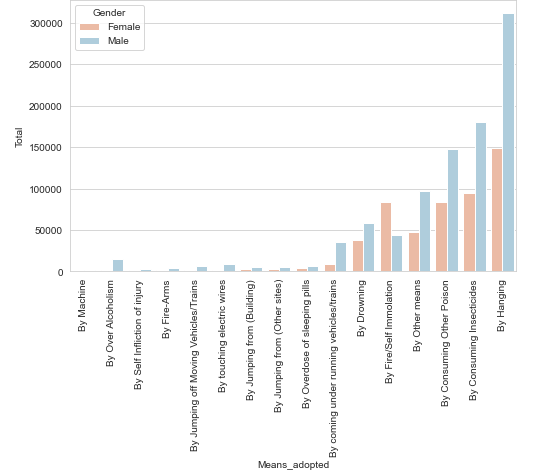 Gender
Female
Male
Total
300000
250000
200000
150000
100000
50000
0
By Machine
By Over Alcoholism
By Self Infliction of injury
By Fire-Arms
By Jumping off Moving Vehicles/Trains
By touching electric wires
By Jumping from (Building)
By Jumping from (Other sites)
By Overdose of sleeping pills
By coming under running vehicles/trains
By Drowning
By Fire/Self Immolation
By Other means
By Consuming Other Poison
By Consuming Insecticides
By Hanging
Means_adopted